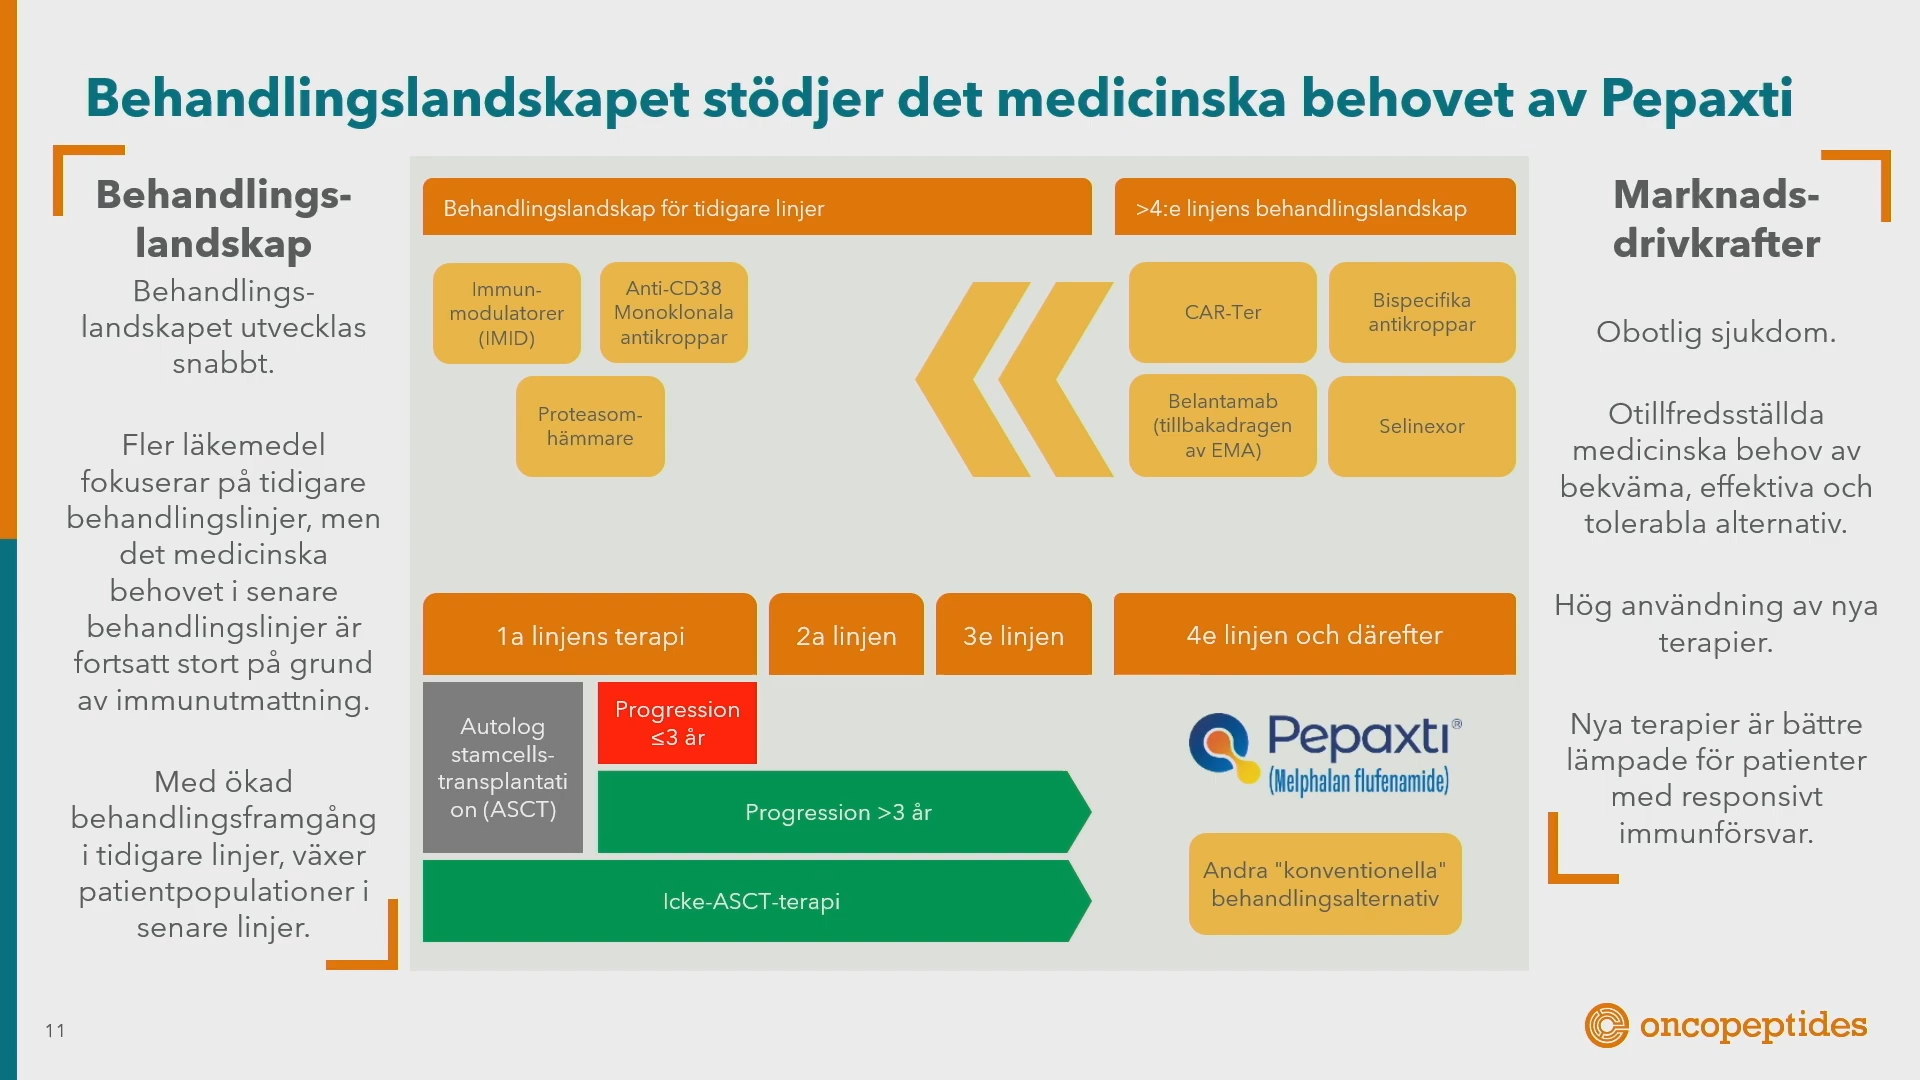 Behandlingslandskapet stödjer det medicinska behovet av Pepaxti
Behandlings-
landskap
Behandlings-
landskapet utvecklas
snabbt.
Fler läkemedel
fokuserar på tidigare
behandlingslinjer, men
det medicinska
behovet i senare
behandlingslinjer är
fortsatt stort på grund
av immunutmattning.
Med ökad
behandlingsframgång
i tidigare linjer, växer
patientpopulationer i
senare linjer.
Behandlingslandskap för tidigare linjer
Immun-
modulatorer
(IMID)
Anti-CD38
Monoklonala
antikroppar
Proteasom-
hämmare
>4:e linjens behandlingslandskap
CAR-Ter
Bispecifika
antikroppar
Belantamab
(tillbakadragen
av EMA)
Selinexor
1a linjens terapi
2a linjen
3e linjen
4e linjen och därefter
Autolog
stamcells-
transplantati
on (ASCT)
Progression
≤3 år
Progression >3 år
Icke-ASCT-terapi
Pepaxti®
(Melphalan flufenamide)
Andra "konventionella"
behandlingsalternativ
Marknads-
drivkrafter
Obotlig sjukdom.
Otillfredsställda
medicinska behov av
bekväma, effektiva och
tolerabla alternativ.
Hög användning av nya
terapier.
Nya terapier är bättre
lämpade för patienter
med responsivt
immunförsvar.
11
oncopeptides